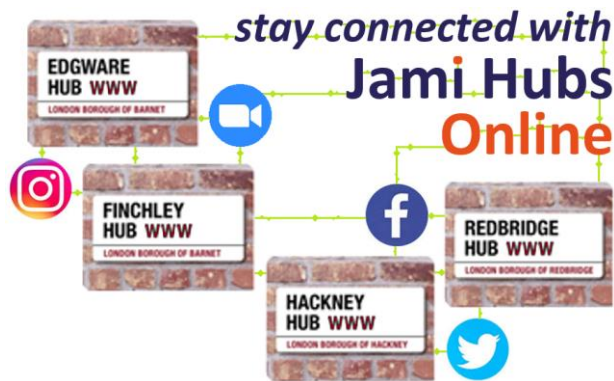 stay connected with
Jami Hubs
Online
EDGWARE
HUB WWW
LONDON BOROUGH OF BARNET
FINCHLEY
HUB WWW
LONDON BOROUGH OF BARNET
REDBRIDGE
HUB WWW
LONDON BOROUGH OF REDBRIDGE
HACKNEY
HUB WWW
LONDON BOROUGH OF HACKNEY